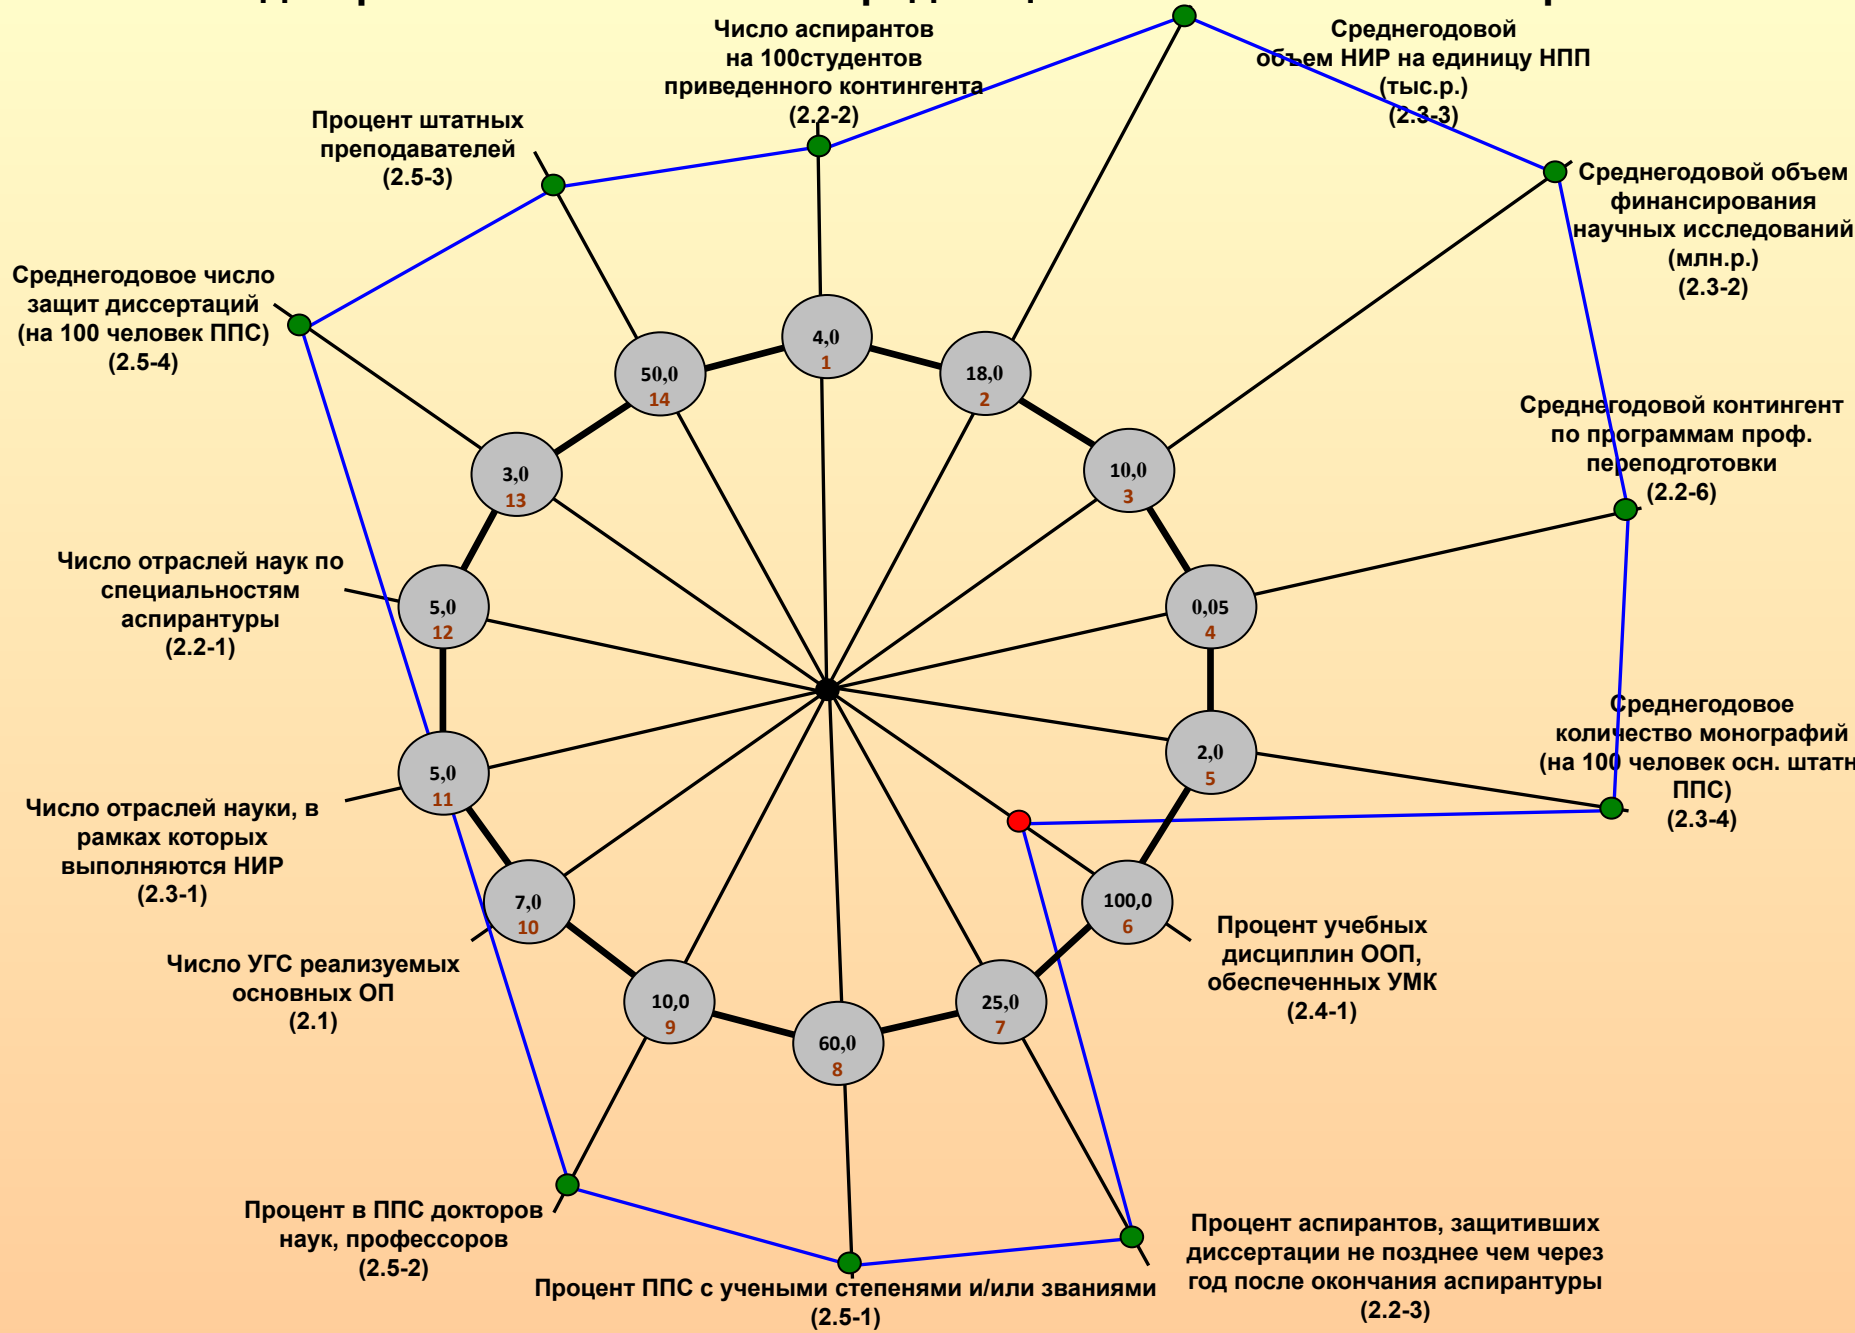 Число аспирантов
на 100студентов
приведенного контингента
(2.2-2)
Среднегодовой
объем НИР на единицу НПП
(тыс.р.)
(2.3-3)
Процент штатных
преподавателей
(2.5-3)
Среднегодовой объем
финансирования
научных исследований
(млн.р.)
(2.3-2)
Среднегодовое число
защит диссертаций
(на 100 человек ППС)
(2.5-4)
4,0
1
50,0
14
18,0
2
Среднегодовой контингент
по программам проф.
переподготовки
(2.2-6)
3,0
13
10,0
3
Число отраслей наук по
специальностям
аспирантуры
(2.2-1)
5,0
12
0,05
4
Среднегодовое
количество монографий
(на 100 человек осн. штатн
ППС)
(2.3-4)
5,0
11
2,0
5
Число отраслей науки, в
рамках которых
выполняются НИР
(2.3-1)
7,0
10
100,0
6
Процент учебных
дисциплин ООП,
обеспеченных УМК
(2.4-1)
Число УГС реализуемых
основных ОП
(2.1)
10,0
9
60,0
8
25,0
7
Процент в ППС докторов
наук, профессоров
(2.5-2)
Процент ППС с учеными степенями и/или званиями
(2.5-1)
Процент аспирантов, защитивших
диссертации не позднее чем через
год после окончания аспирантуры
(2.2-3)